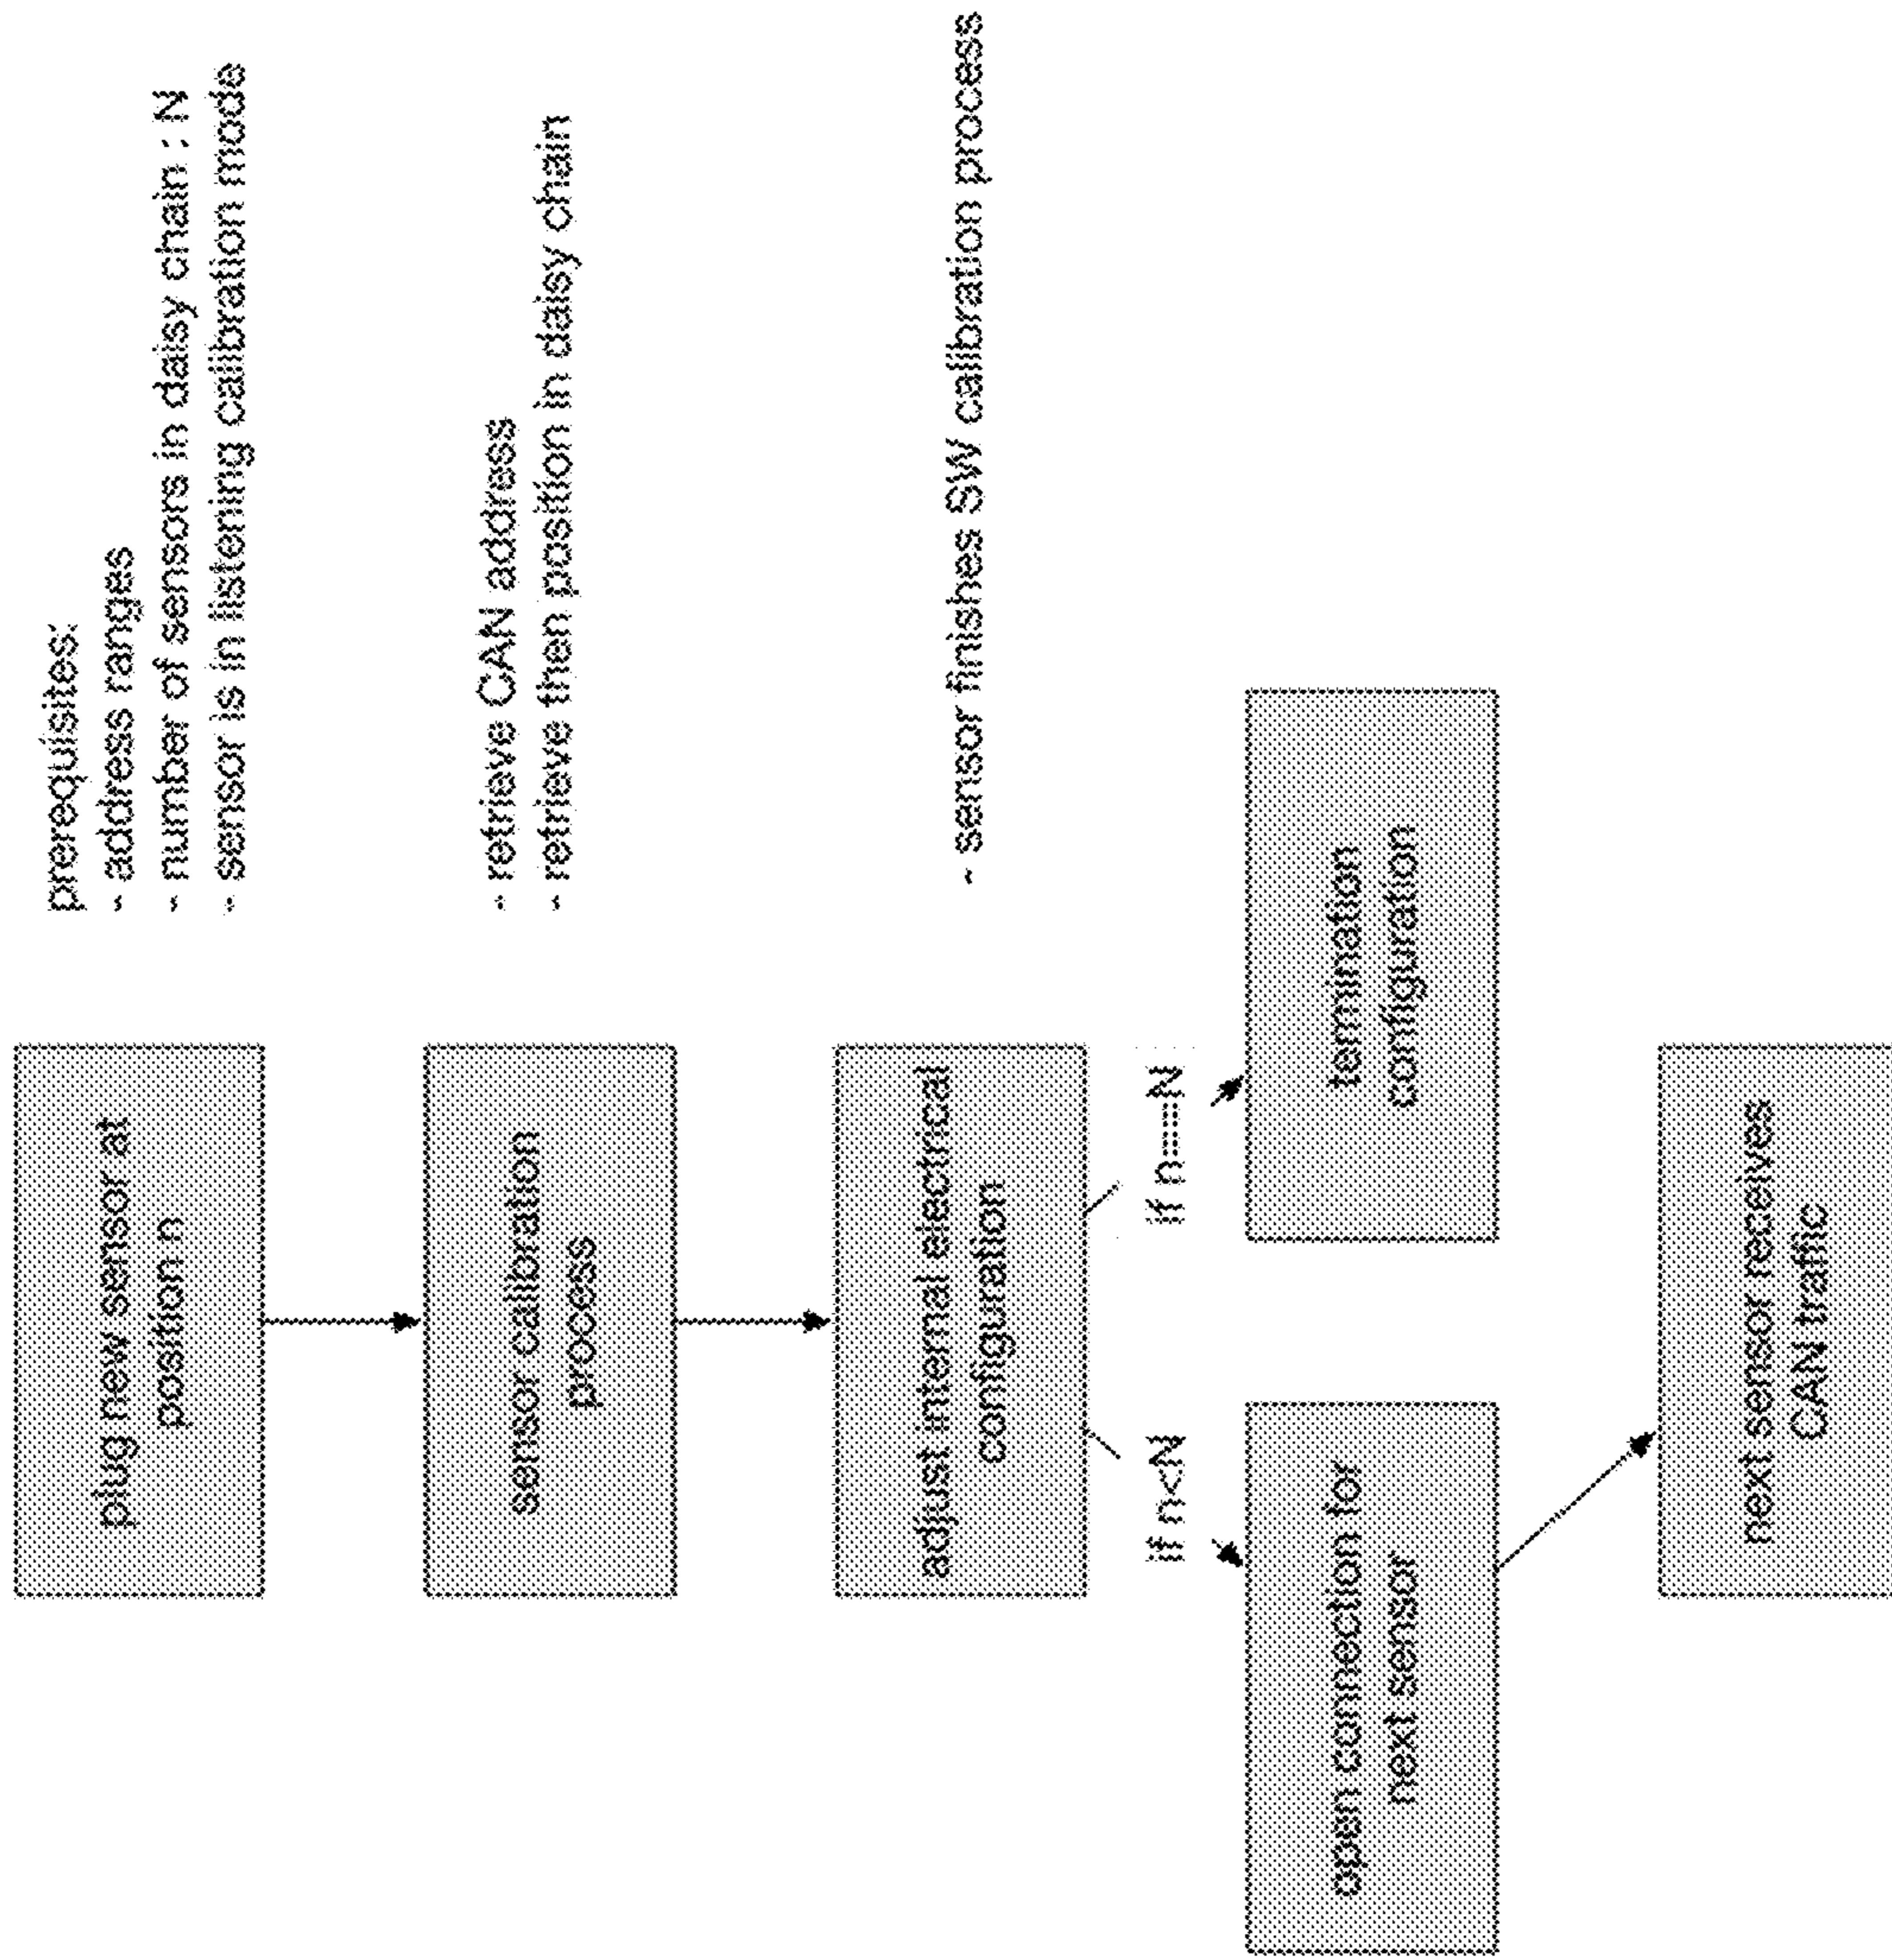 plug new sensor at
position n
prerequisites:
- address ranges
- number of sensors in daisy chain : N
- sensor is in listening calibration mode
sensor calibration
process
- retrieve CAN address
- retrieve then position in daisy chain
adjust internal electrical
configuration
- sensor finishes SW calibration process
if n<N
if n==N
open connection for
next sensor
termination
configuration
next sensor receives
CAN traffic